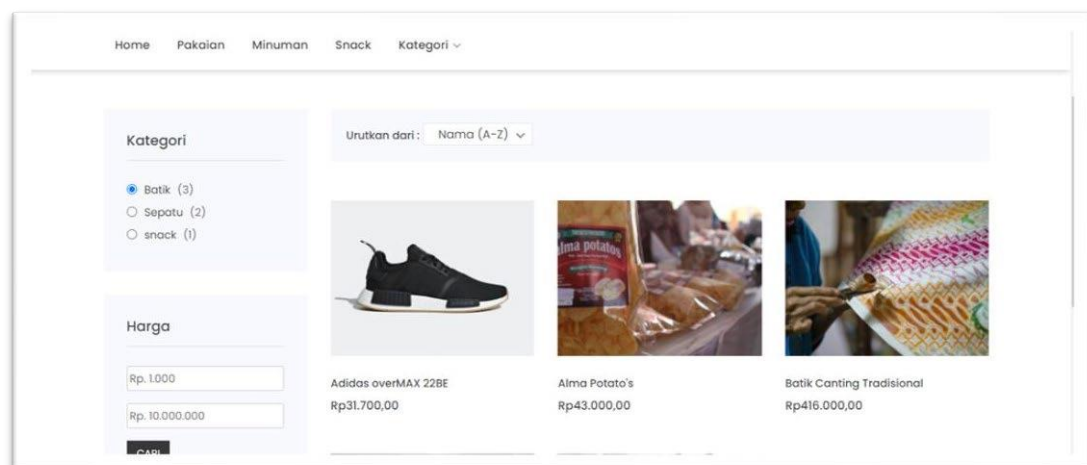 Home Pakaian Minuman Snack Kategori
Kategori
Batik (3)
Sepatu (2)
snack (1)
Harga
Rp. 1.000
Rp. 10.000.000
CARI
Urutkan dari : Nama (A-Z)
lma potatos
Adidas overMAX 22BE
Rp31.700,00
Alma Potato's
Rp43.000,00
Batik Canting Tradisional
Rp416.000,00